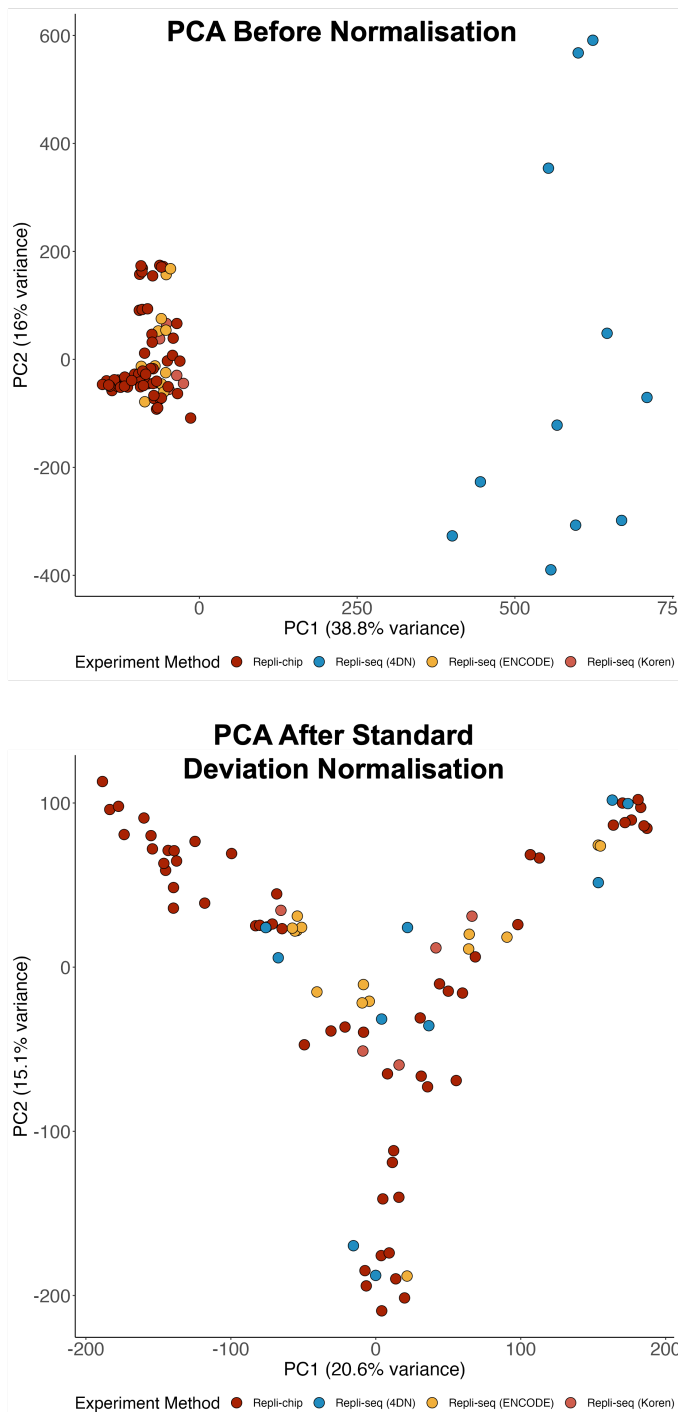 PCA Before Normalisation
600
400
200
0
-200
-400
PC2 (16% variance)
0 250 500 75
PC1 (38.8% variance)
Experiment Method Repli-chip Repli-seq (4DN) Repli-seq (ENCODE) Repli-seq (Koren)
PCA After Standard
Deviation Normalisation
100
0
-100
-200
PC2 (15.1% variance)
-200 -100 0 100 200
PC1 (20.6% variance)
Experiment Method Repli-chip Repli-seq (4DN) Repli-seq (ENCODE) Repli-seq (Koren)